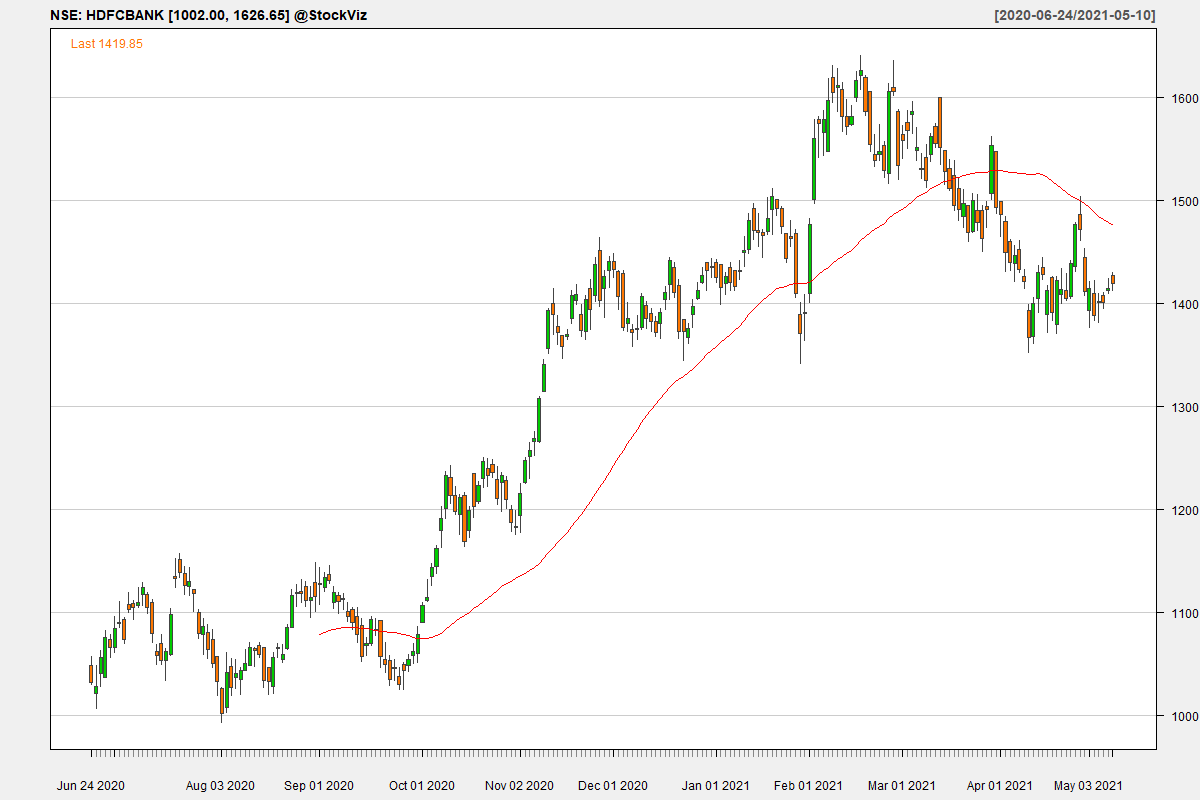 NSE: HDFCBANK [1002.00, 1626.65] @StockViz [2020-06-24/2021-05-10]
Last 1419.85
1600
1500
1400
1300
1200
1100
1000
Jun 24 2020 Aug 03 2020 Sep 01 2020 Oct 01 2020 Nov 02 2020 Dec 01 2020 Jan 01 2021 Feb 01 2021 Mar 01 2021 Apr 01 2021 May 03 2021